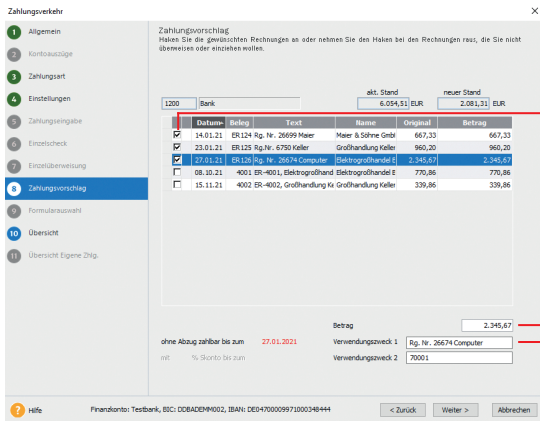 Zahlungsverkehr
1 Allgemein
2 Kontoauszüge
3 Zahlungsart
4 Einstellungen
5 Zahlungseingabe
6 Einzelscheck
7 Einzelüberweisung
8 Zahlungsvorschlag
9 Formularauswahl
10 Übersicht
11 Übersicht Eigene Zhlg.
Zahlungsvorschlag
Haken Sie die gewünschten Rechnungen an oder nehmen Sie den Haken bei den Rechnungen raus, die Sie nicht
überweisen oder einziehen wollen.
akt. Stand neuer Stand
1200 Bank 6.054,51 EUR 2.081,31 EUR
Datum Beleg Text Name Original Betrag
14.01.21 ER124 Rg. Nr. 26699 Maier Maier & Söhne GmbH 667,33 667,33
23.01.21 ER125 Rg.Nr. 6750 Keller Großhandlung Keller 960,20 960,20
27.01.21 ER126 Rg. Nr. 26674 Computer Elektrogroßhandel E 2.345,67 2.345,67
08.10.21 4001 ER-4001, Elektrogroßhand Elektrogroßhandel E 770,86 770,86
15.11.21 4002 ER-4002, Großhandlung Ke Großhandlung Keller 339,86 339,86
Betrag 2.345,67
ohne Abzug zahlbar bis zum 27.01.2021 Verwendungszweck 1 Rg. Nr. 26674 Computer
mit % Skonto bis zum Verwendungszweck 2 70001
? Hilfe Finanzkonto: Testbank, BIC: DDBADEMM002, IBAN: DE04700009971000348444 < Zurück Weiter > Abbrechen